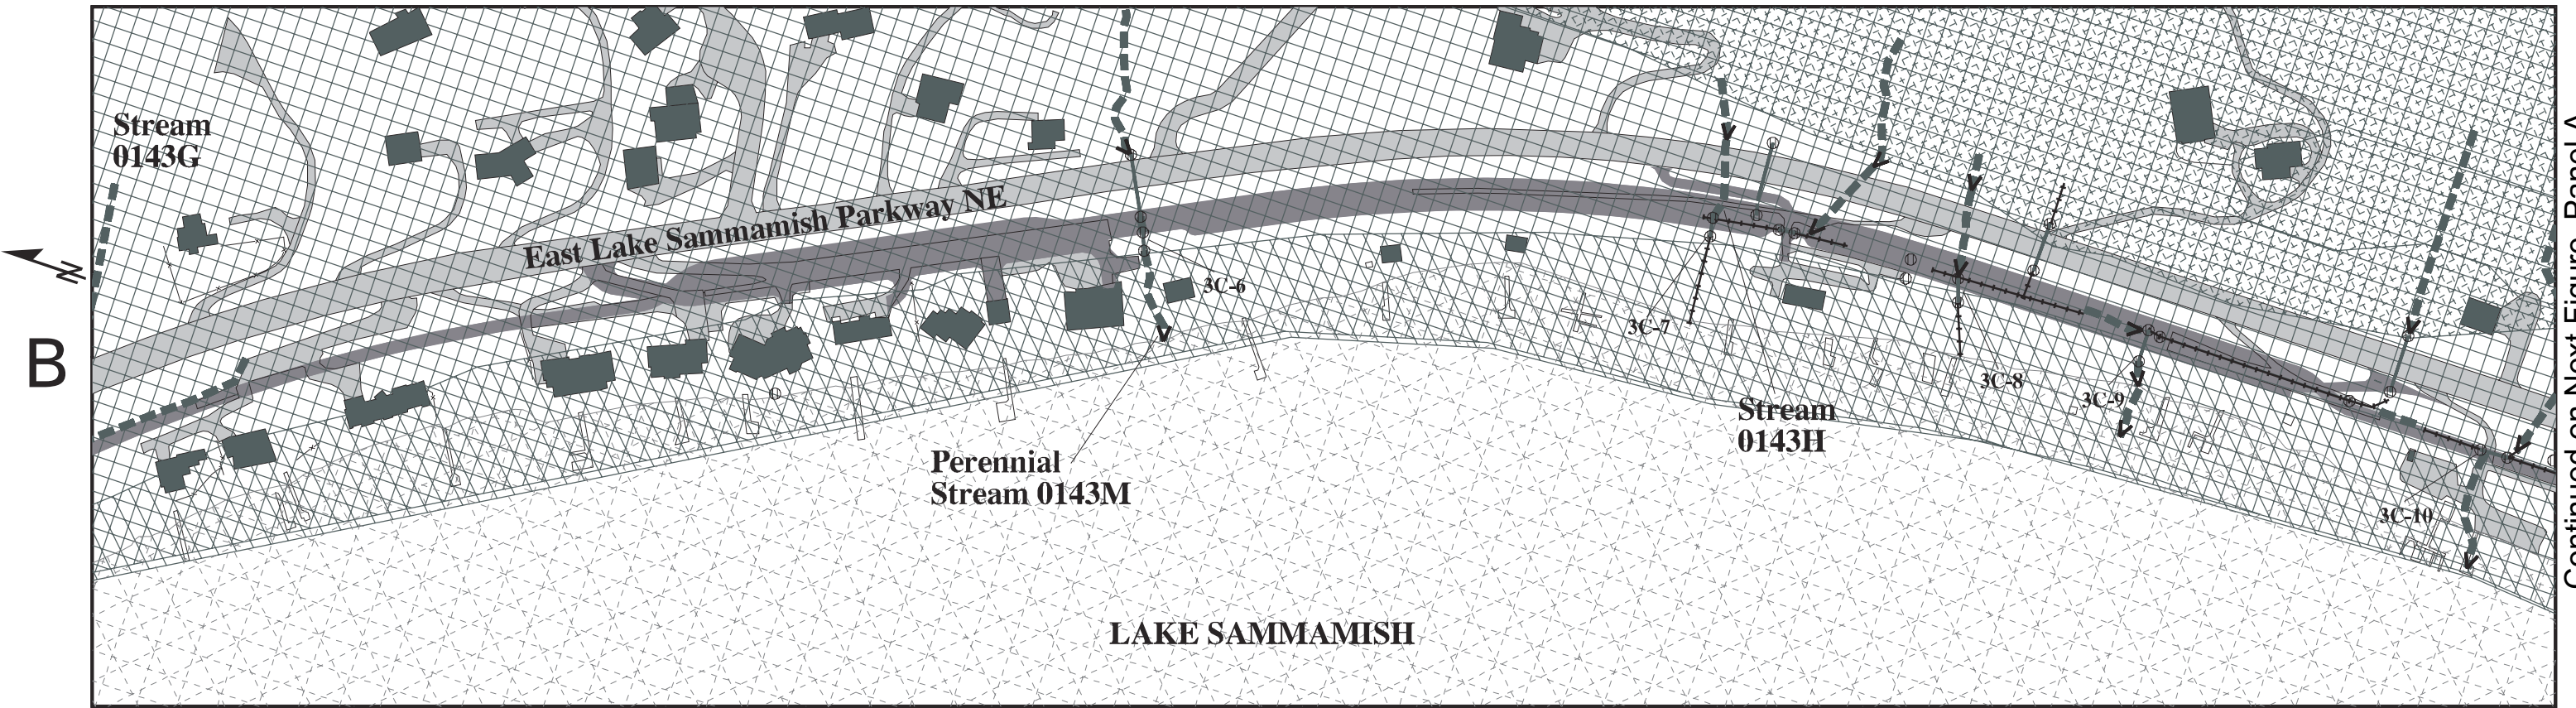 Stream
0143G
East Lake Sammamish Parkway NE
3C-6
3C-7
3C-8
3C-9
3C-10
Stream
0143H
Perennial
Stream 0143M
LAKE SAMMAMISH
B
N
Continued on Next Figure Panel A